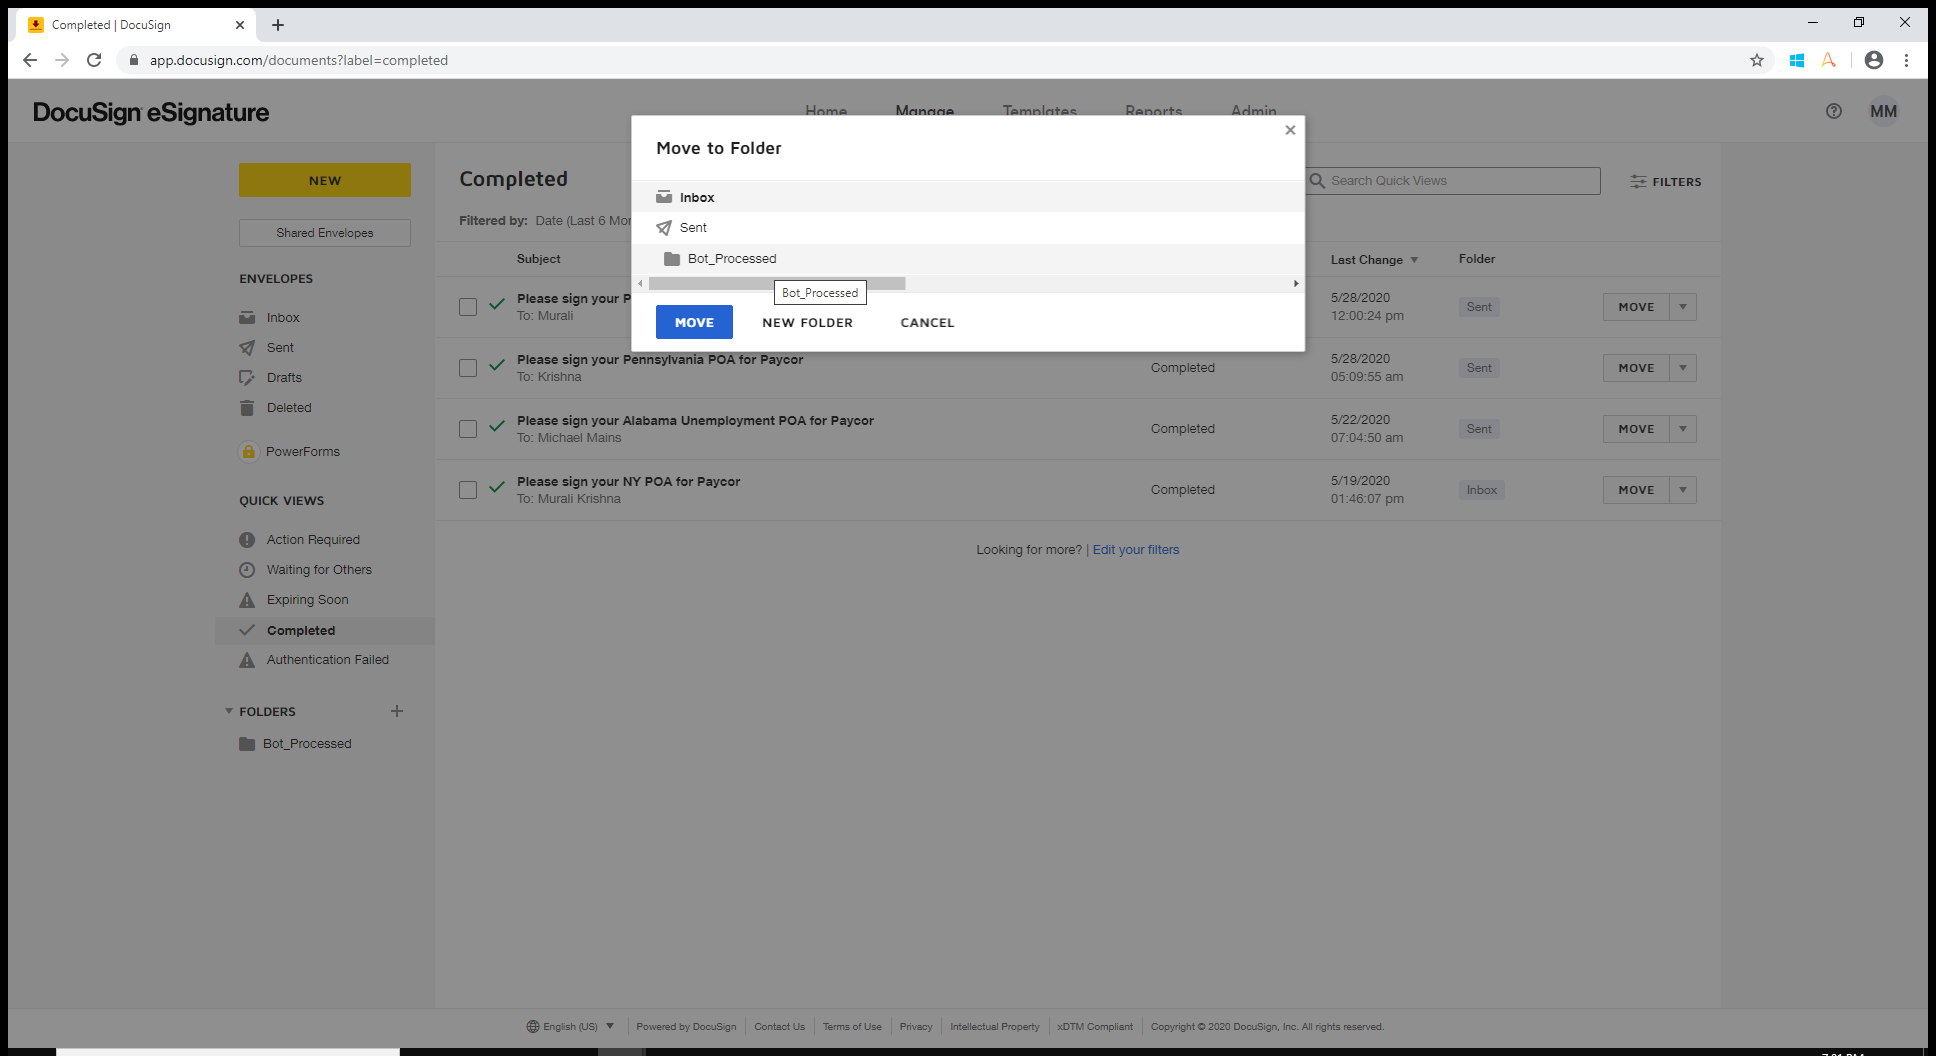 Completed | DocuSign
app.docusign.com/documents?label=completed
DocuSign eSignature
Home
Manage
Templates
Reports
Admin
MM
NEW
Shared Envelopes
ENVELOPES
Inbox
Sent
Drafts
Deleted
PowerForms
QUICK VIEWS
Action Required
Waiting for Others
Expiring Soon
Completed
Authentication Failed
FOLDERS
Bot_Processed
Completed
Search Quick Views
FILTERS
Filtered by: Date (Last 6 Mor
Subject
Last Change
Folder
Move to Folder
Inbox
Sent
Bot_Processed
Bot_Processed
MOVE
NEW FOLDER
CANCEL
Please sign your P
To: Murali
5/28/2020
12:00:24 pm
Sent
MOVE
Please sign your Pennsylvania POA for Paycor
To: Krishna
Completed
5/28/2020
05:09:55 am
Sent
MOVE
Please sign your Alabama Unemployment POA for Paycor
To: Michael Mains
Completed
5/22/2020
07:04:50 am
Sent
MOVE
Please sign your NY POA for Paycor
To: Murali Krishna
Completed
5/19/2020
01:46:07 pm
Inbox
MOVE
Looking for more? | Edit your filters
English (US)
Powered by DocuSign
Contact Us
Terms of Use
Privacy
Intellectual Property
xDTM Compliant
Copyright © 2020 DocuSign, Inc. All rights reserved.